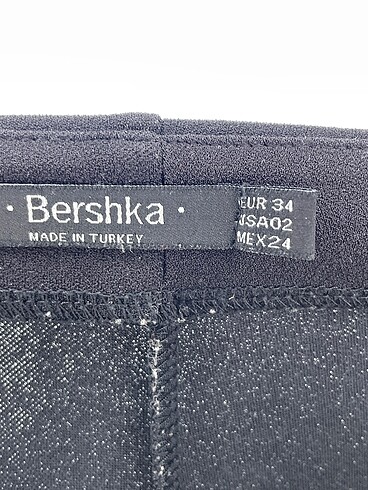 · Bershka ·
MADE IN TURKEY
EUR 34
USA02
MEX24